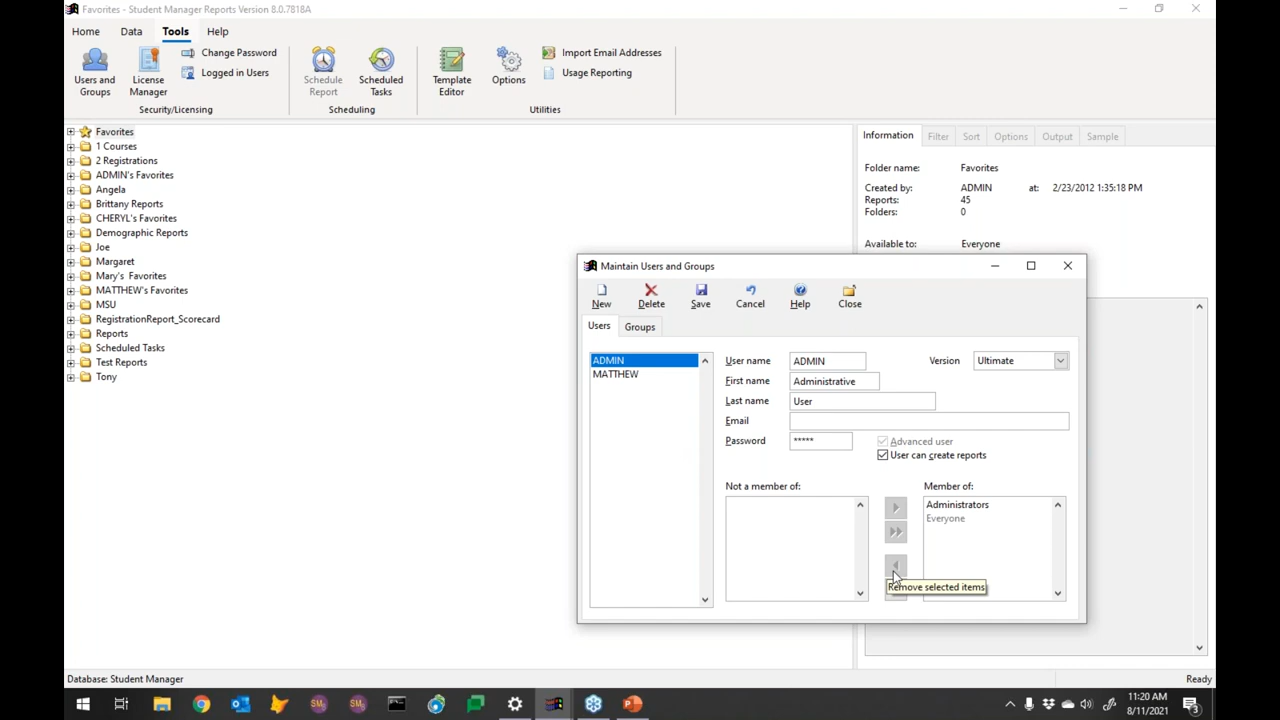 Favorites - Student Manager Reports Version 8.0.7818A
Home Data Tools Help
Users and Groups
License Manager
Change Password
Logged in Users
Security/Licensing
Schedule Report
Scheduled Tasks
Scheduling
Template Editor
Options
Import Email Addresses
Usage Reporting
Utilities
Favorites
1 Courses
2 Registrations
ADMIN's Favorites
Angela
Brittany Reports
CHERYL's Favorites
Demographic Reports
Joe
Margaret
Mary's Favorites
MATTHEW's Favorites
MSU
RegistrationReport_Scorecard
Reports
Scheduled Tasks
Test Reports
Tony
Information Filter Sort Options Output Sample
Folder name: Favorites
Created by: ADMIN at: 2/23/2012 1:35:18 PM
Reports: 45
Folders: 0
Available to: Everyone
Maintain Users and Groups
New Delete Save Cancel Help Close
Users Groups
ADMIN
MATTHEW
User name ADMIN Version Ultimate
First name Administrative
Last name User
Email
Password *****
Advanced user
User can create reports
Not a member of: Member of:
Administrators
Everyone
Remove selected items
Database: Student Manager Ready
SM SM
11:20 AM
8/11/2021
3